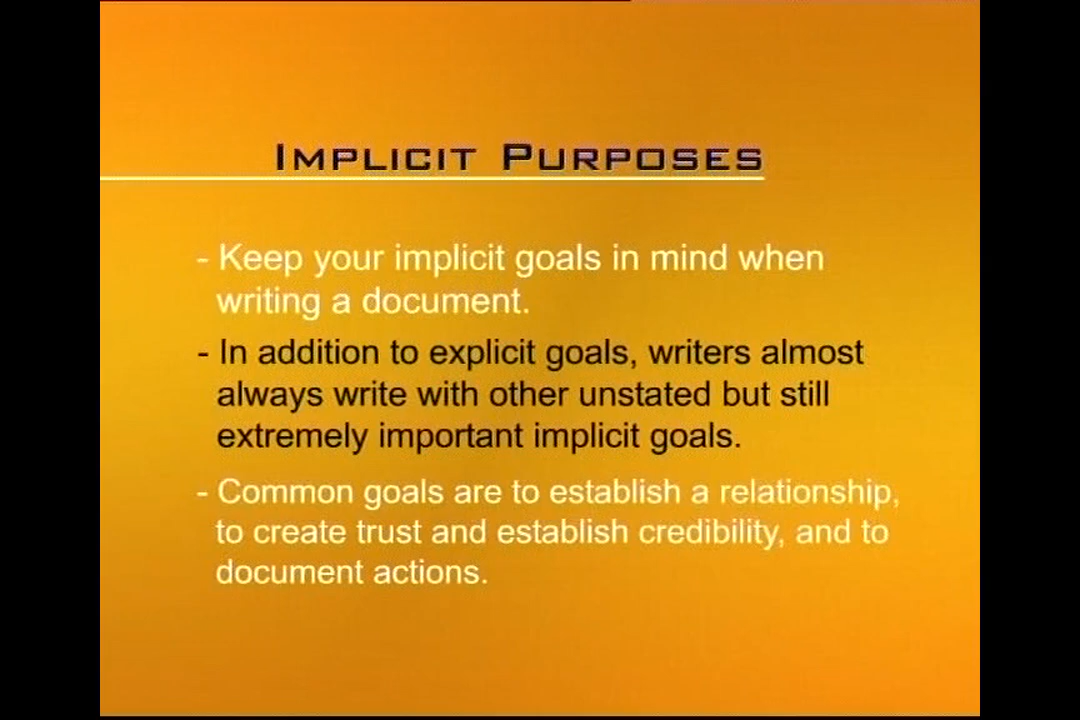 IMPLICIT PURPOSES
- Keep your implicit goals in mind when
writing a document.
- In addition to explicit goals, writers almost
always write with other unstated but still
extremely important implicit goals.
- Common goals are to establish a relationship,
to create trust and establish credibility, and to
document actions.